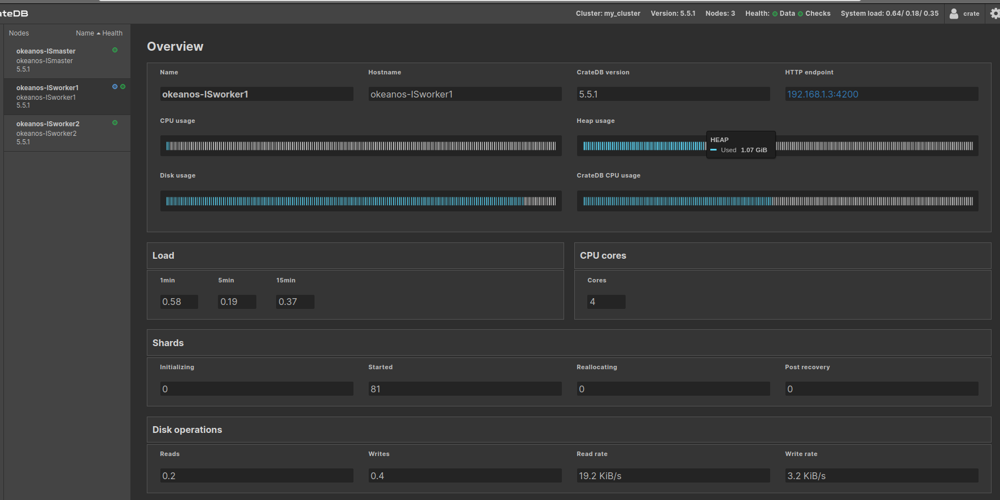 ateDB
Cluster: my_cluster Version: 5.5.1 Nodes: 3 Health: Data Checks System load: 0.64/ 0.18/ 0.35 crate
Nodes Name Health
okeanos-ISmaster
okeanos-ISmaster
5.5.1
okeanos-ISworker1
okeanos-ISworker1
5.5.1
okeanos-ISworker2
okeanos-ISworker2
5.5.1
Overview
Name Hostname CrateDB version HTTP endpoint
okeanos-ISworker1 okeanos-ISworker1 5.5.1 192.168.1.3:4200
CPU usage Heap usage
HEAP
Used 1.07 GiB
Disk usage CrateDB CPU usage
Load CPU cores
1min 5min 15min Cores
0.58 0.19 0.37 4
Shards
Initializing Started Reallocating Post recovery
0 81 0 0
Disk operations
Reads Writes Read rate Write rate
0.2 0.4 19.2 KiB/s 3.2 KiB/s